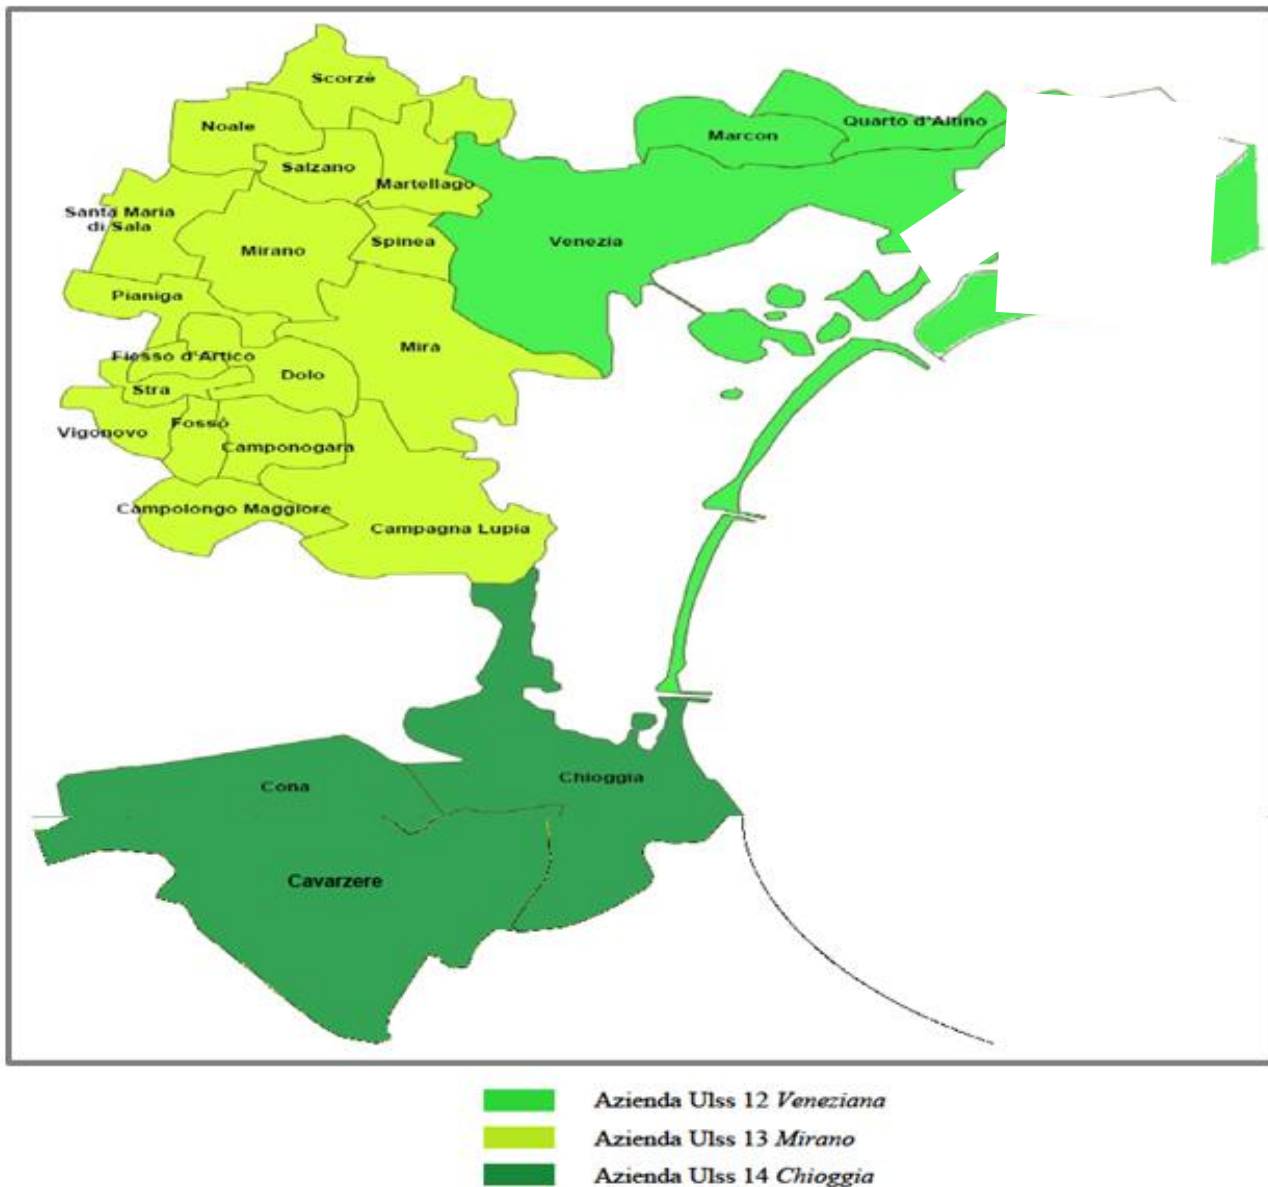 Scorzè
Noale
Marcon
Quarto d'Altino
Salzano
Martellago
Santa Maria
di Sala
Mirano
Spinea
Venezia
Pianiga
Fiesso d'Artico
Mira
Dolo
Stra
Vigonovo
Fossò
Camponogara
Campolongo Maggiore
Campagna Lupia
Cona
Chioggia
Cavarzere
Azienda Ulss 12 Veneziana
Azienda Ulss 13 Mirano
Azienda Ulss 14 Chioggia